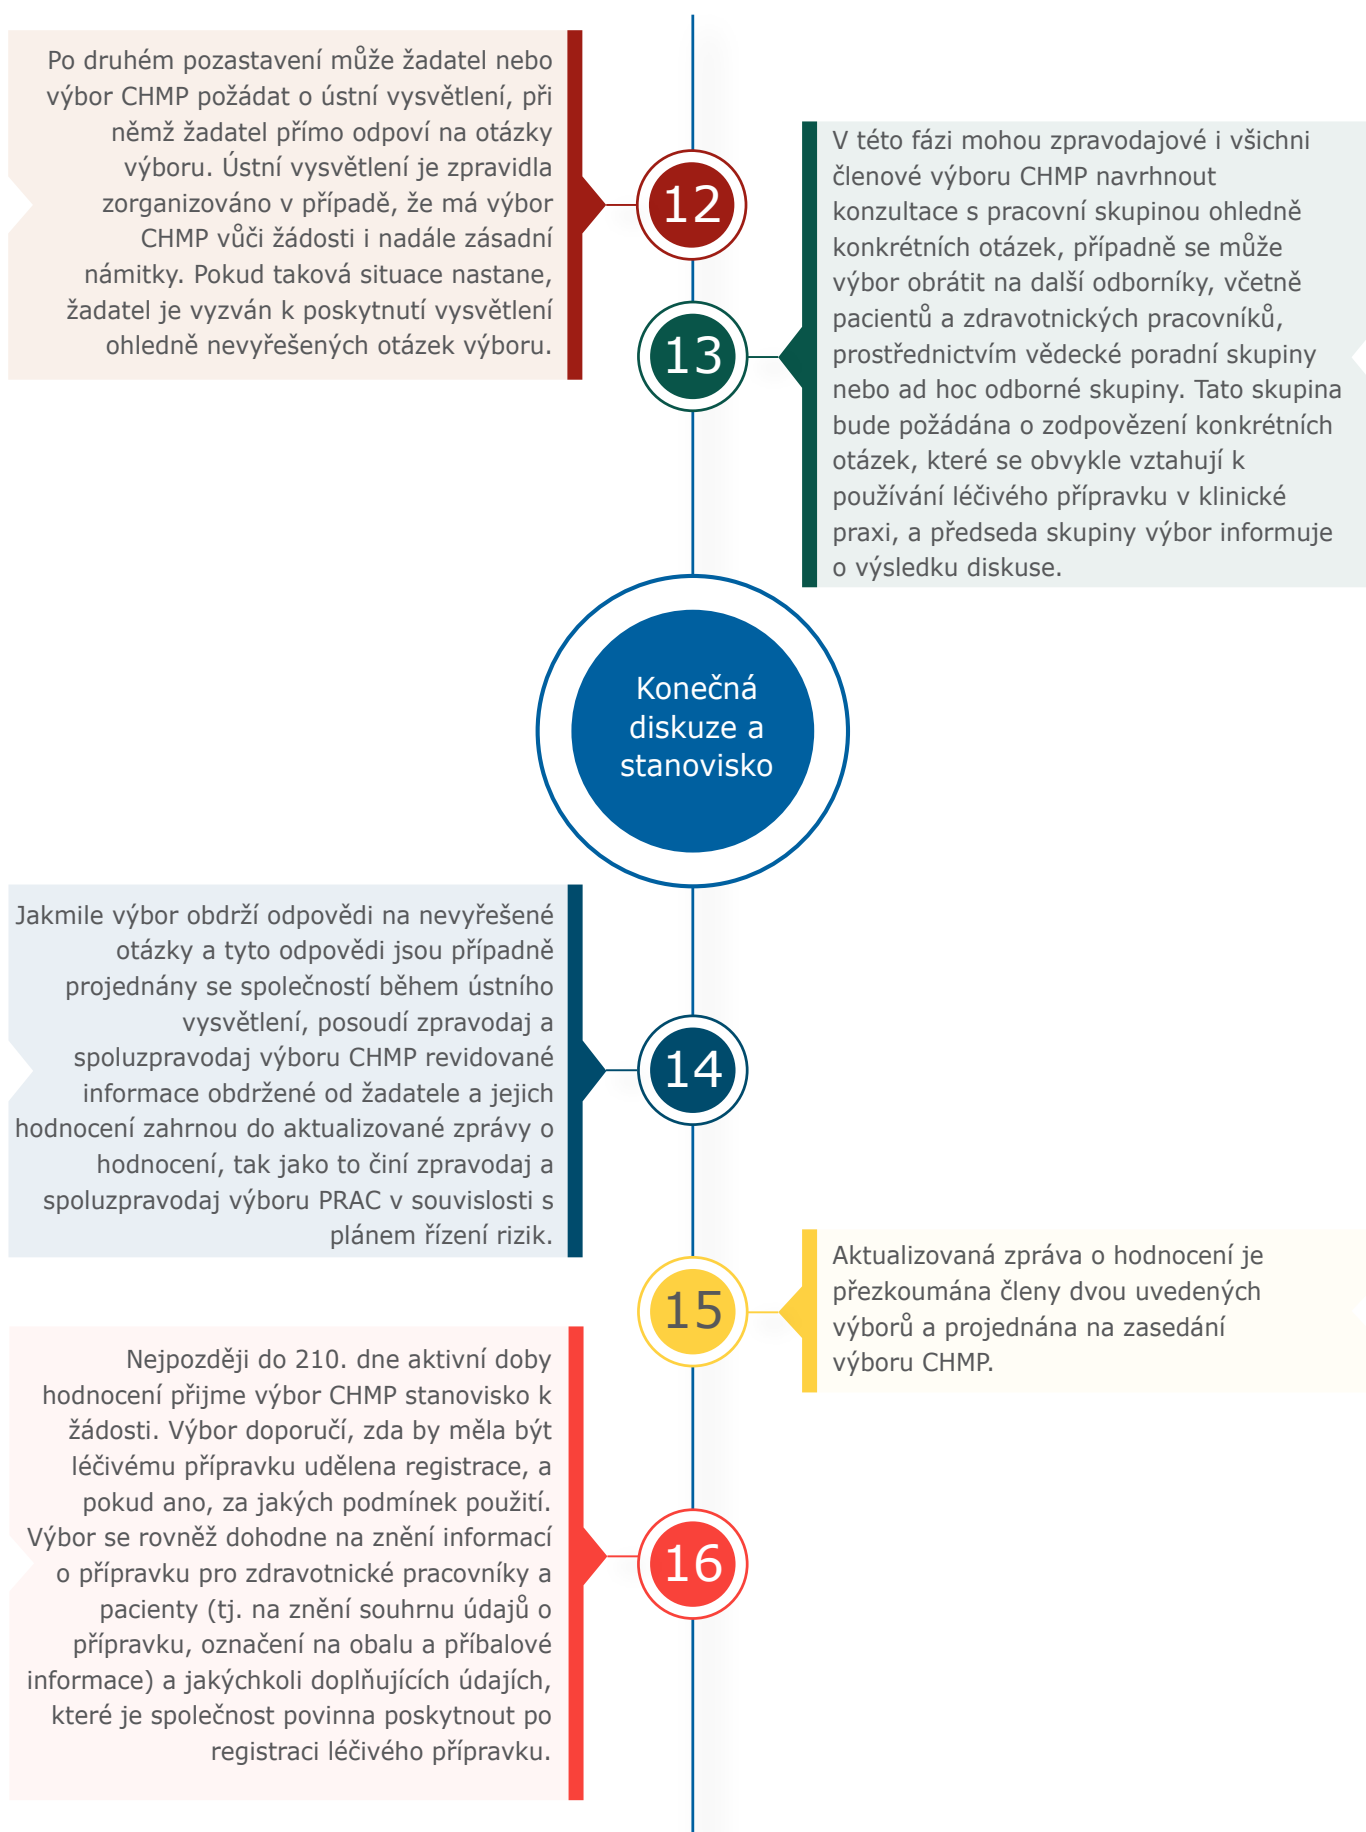 Po druhém pozastavení může žadatel nebo
výbor CHMP požádat o ústní vysvětlení, při
němž žadatel přímo odpoví na otázky
výboru. Ústní vysvětlení je zpravidla
zorganizováno v případě, že má výbor
CHMP vůči žádosti i nadále zásadní
námitky. Pokud taková situace nastane,
žadatel je vyzván k poskytnutí vysvětlení
ohledně nevyřešených otázek výboru.
12
13
V této fázi mohou zpravodajové i všichni
členové výboru CHMP navrhnout
konzultace s pracovní skupinou ohledně
konkrétních otázek, případně se může
výbor obrátit na další odborníky, včetně
pacientů a zdravotnických pracovníků,
prostřednictvím vědecké poradní skupiny
nebo ad hoc odborné skupiny. Tato skupina
bude požádána o zodpovězení konkrétních
otázek, které se obvykle vztahují k
používání léčivého přípravku v klinické
praxi, a předseda skupiny výbor informuje
o výsledku diskuse.
Konečná
diskuze a
stanovisko
Jakmile výbor obdrží odpovědi na nevyřešené
otázky a tyto odpovědi jsou případně
projednány se společností během ústního
vysvětlení, posoudí zpravodaj a
spoluzpravodaj výboru CHMP revidované
informace obdržené od žadatele a jejich
hodnocení zahrnou do aktualizované zprávy o
hodnocení, tak jako to činí zpravodaj a
spoluzpravodaj výboru PRAC v souvislosti s
plánem řízení rizik.
14
15
Aktualizovaná zpráva o hodnocení je
přezkoumána členy dvou uvedených
výborů a projednána na zasedání
výboru CHMP.
Nejpozději do 210. dne aktivní doby
hodnocení přijme výbor CHMP stanovisko k
žádosti. Výbor doporučí, zda by měla být
léčivému přípravku udělena registrace, a
pokud ano, za jakých podmínek použití.
Výbor se rovněž dohodne na znění informací
o přípravku pro zdravotnické pracovníky a
pacienty (tj. na znění souhrnu údajů o
přípravku, označení na obalu a příbalové
informace) a jakýchkoli doplňujících údajích,
které je společnost povinna poskytnout po
registraci léčivého přípravku.
16